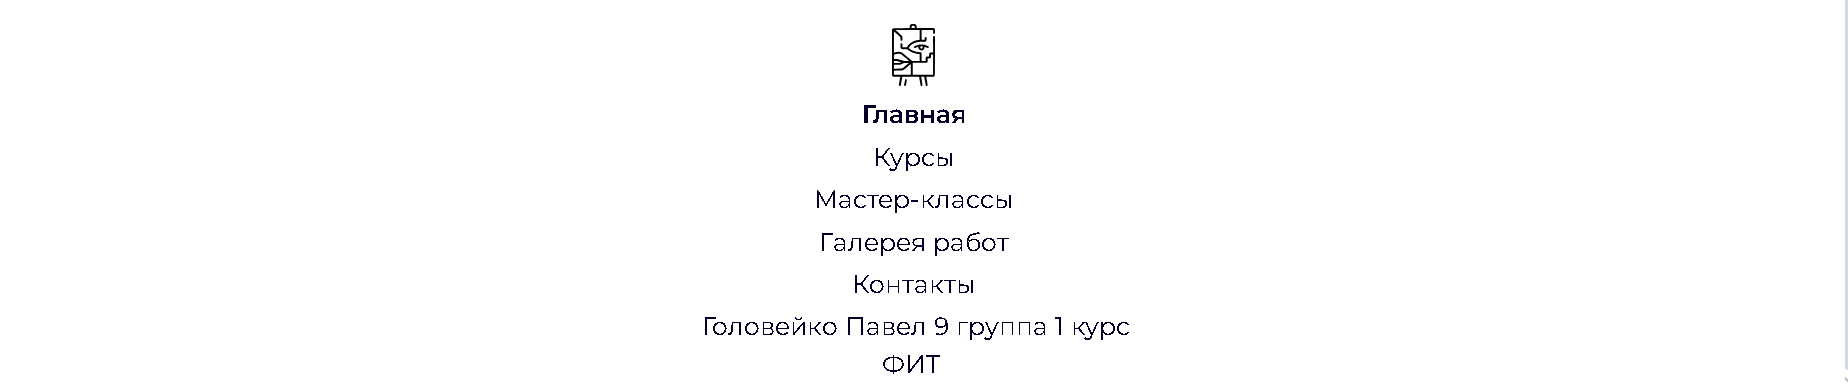 Главная
Курсы
Мастер-классы
Галерея работ
Контакты
Головейко Павел 9 группа 1 курс
ФИТ